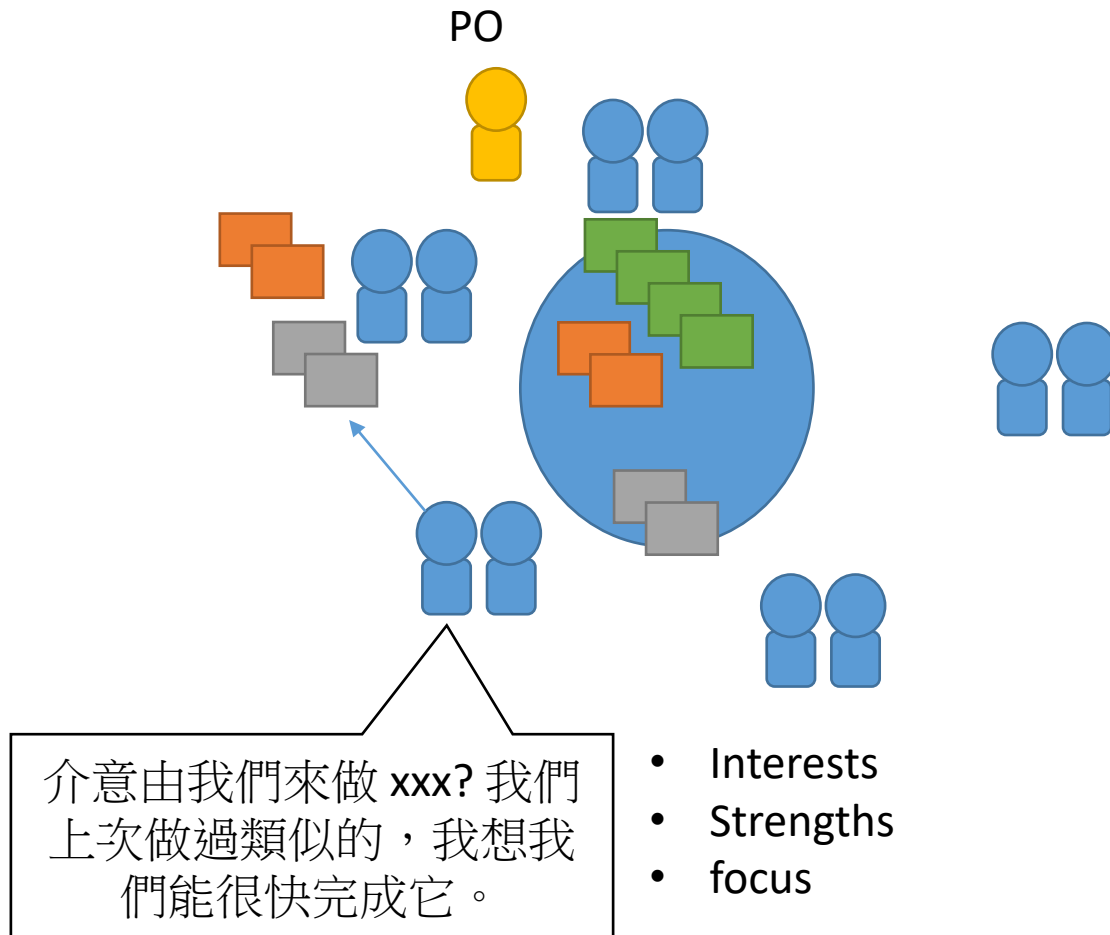 PO
介意由我們來做 xxx? 我們
上次做過類似的，我想我
們能很快完成它。
• Interests
• Strengths
• focus